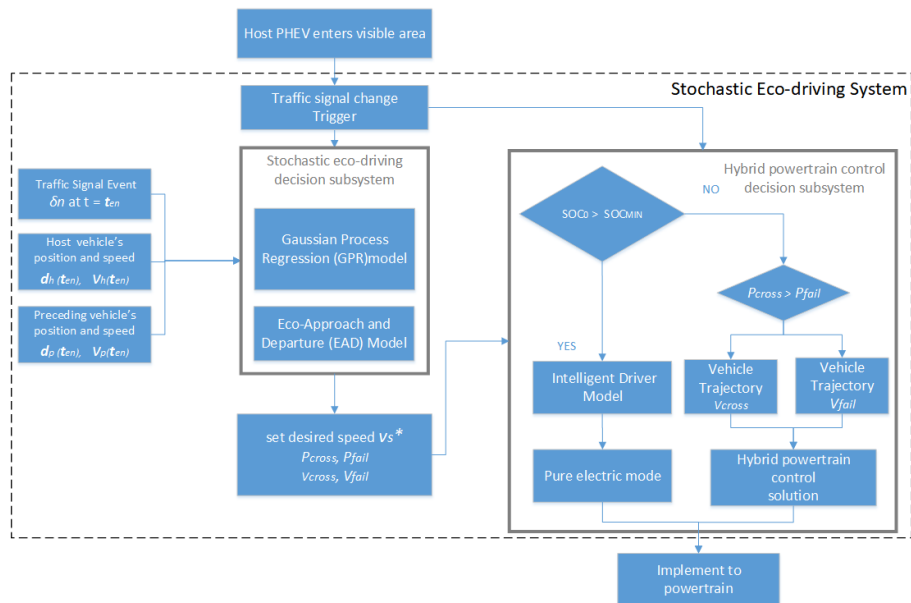 Host PHEV enters visible area
Stochastic Eco-driving System
Traffic signal change
Trigger
Stochastic eco-driving
decision subsystem
Gaussian Process
Regression (GPR)model
Eco-Approach and
Departure (EAD) Model
Traffic Signal Event
δn at t = ten
Host vehicle's
position and speed
dh (ten), Vh(ten)
Preceding vehicle's
position and speed
dp (ten), Vp(ten)
set desired speed vs*
Pcross, Pfail
Vcross, Vfail
Hybrid powertrain control
decision subsystem
SOC0 > SOCMIN
NO
YES
Pcross > Pfail
Intelligent Driver
Model
Vehicle
Trajectory
Vcross
Vehicle
Trajectory
Vfail
Pure electric mode
Hybrid powertrain
control
solution
Implement to
powertrain